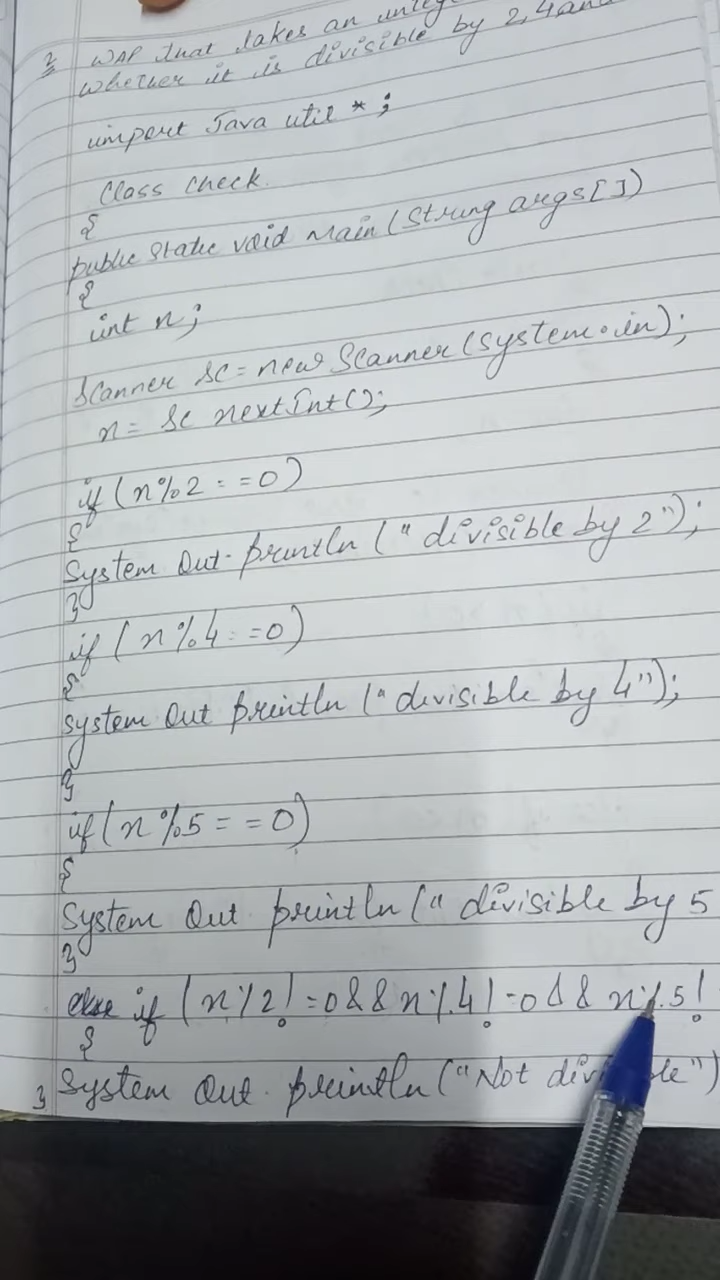 3 WAP that takes an
whether it is divisible by 2,4 and
import Java util *;
Class Check.
{
public static void main (String args[])
{
int n;
Scanner sc = new Scanner (System.in);
n = sc nextInt();
if (n%2 = =0)
{
System Out. println (" divisible by 2");
}
if (n%4 = =0)
{
System Out println (" divisible by 4");
}
if (n%5 = =0)
{
System Out println (" divisible by 5
}
else if (n%2! =0&&n%4! =0&& n%5!
{
System Out. println ("Not
}